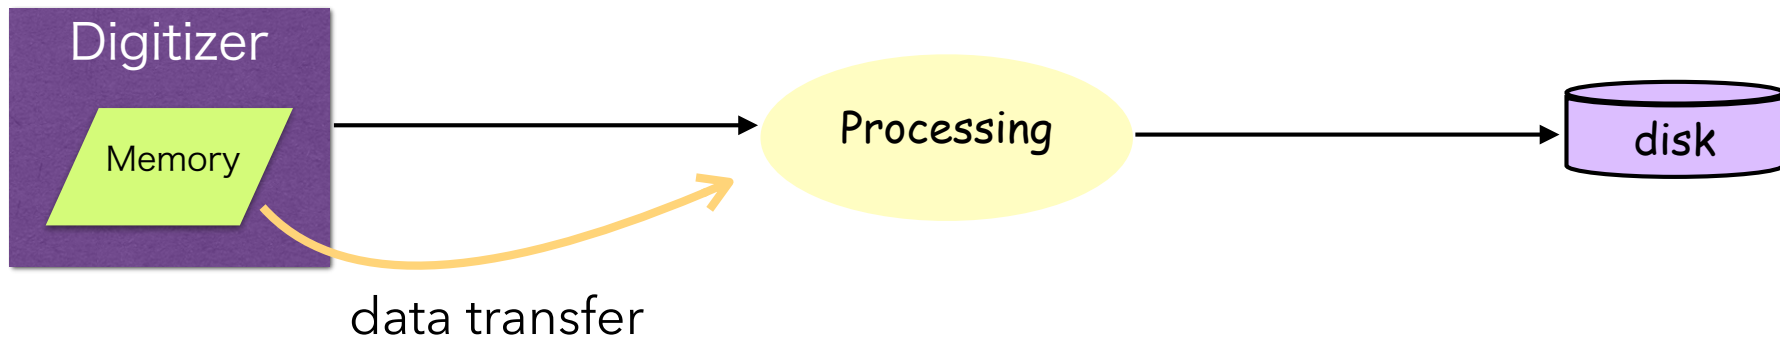 Digitizer
Memory
Processing
disk
data transfer